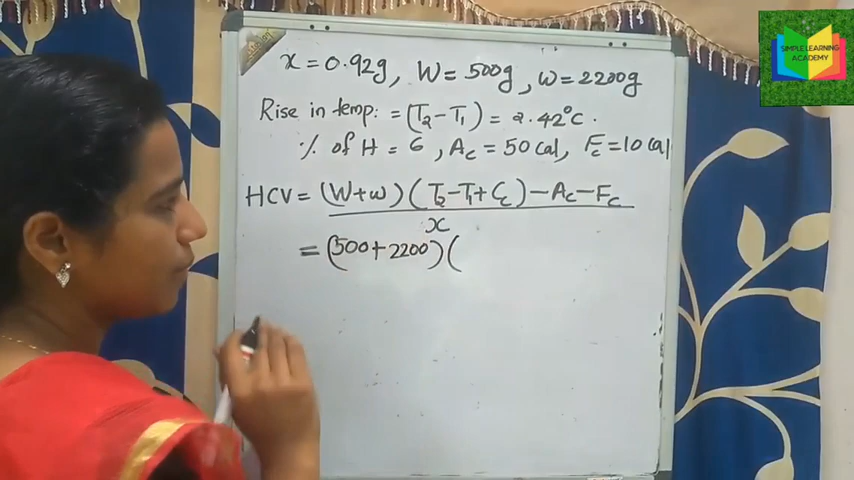 SIMPLE LEARNING
ACADEMY
x = 0.92g, W = 500g, w = 2200g
Rise in temp: = (T₂ - T₁) = 2.42°C.
% of H = 6, Ac = 50 Cal, Fc = 10 Cal
HCV = (W+w) (T₂-T₁+Cc) - Ac - Fc
x
= (500+2200) (